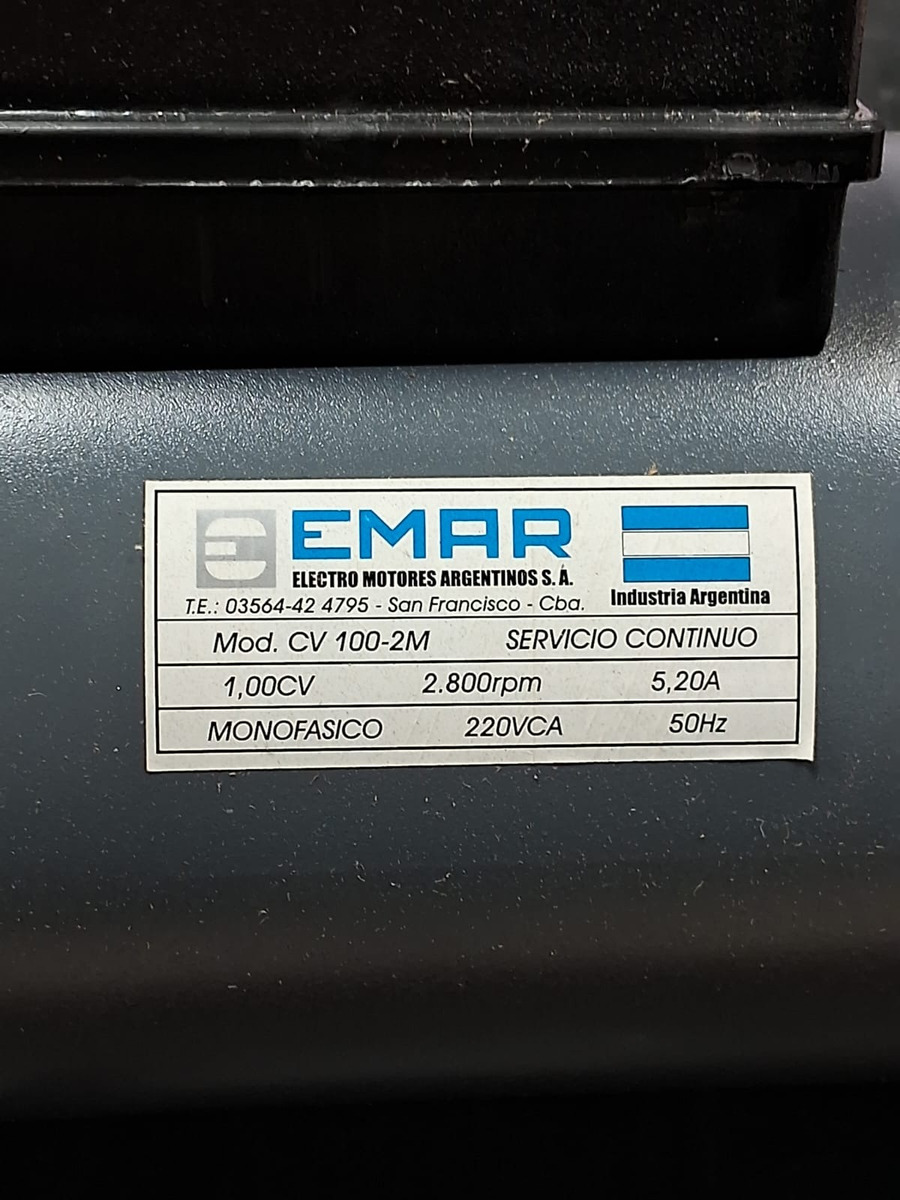 EMAR
ELECTRO MOTORES ARGENTINOS S.A.
Industria Argentina
T.E.: 03564-42 4795 - San Francisco - Cba.
Mod. CV 100-2M SERVICIO CONTINUO
1,00CV 2.800rpm 5,20A
MONOFASICO 220VCA 50Hz